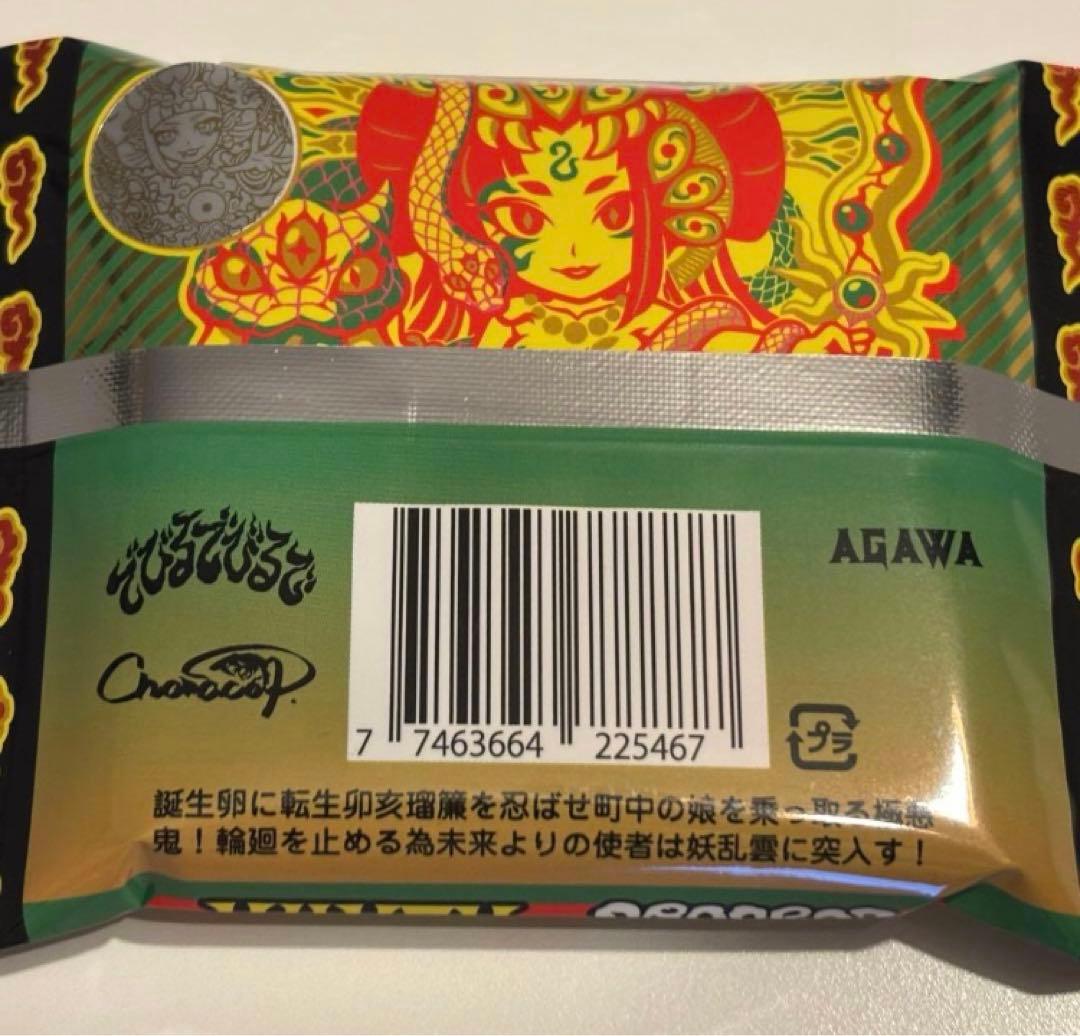 でびるでびるで
AGAWA
7 7463664 225467
プラ
誕生卵に転生卯亥瑠簾を忍ばせ町中の娘を乗っ取る極悪
鬼！輪廻を止める為未来よりの使者は妖乱雲に突入す！